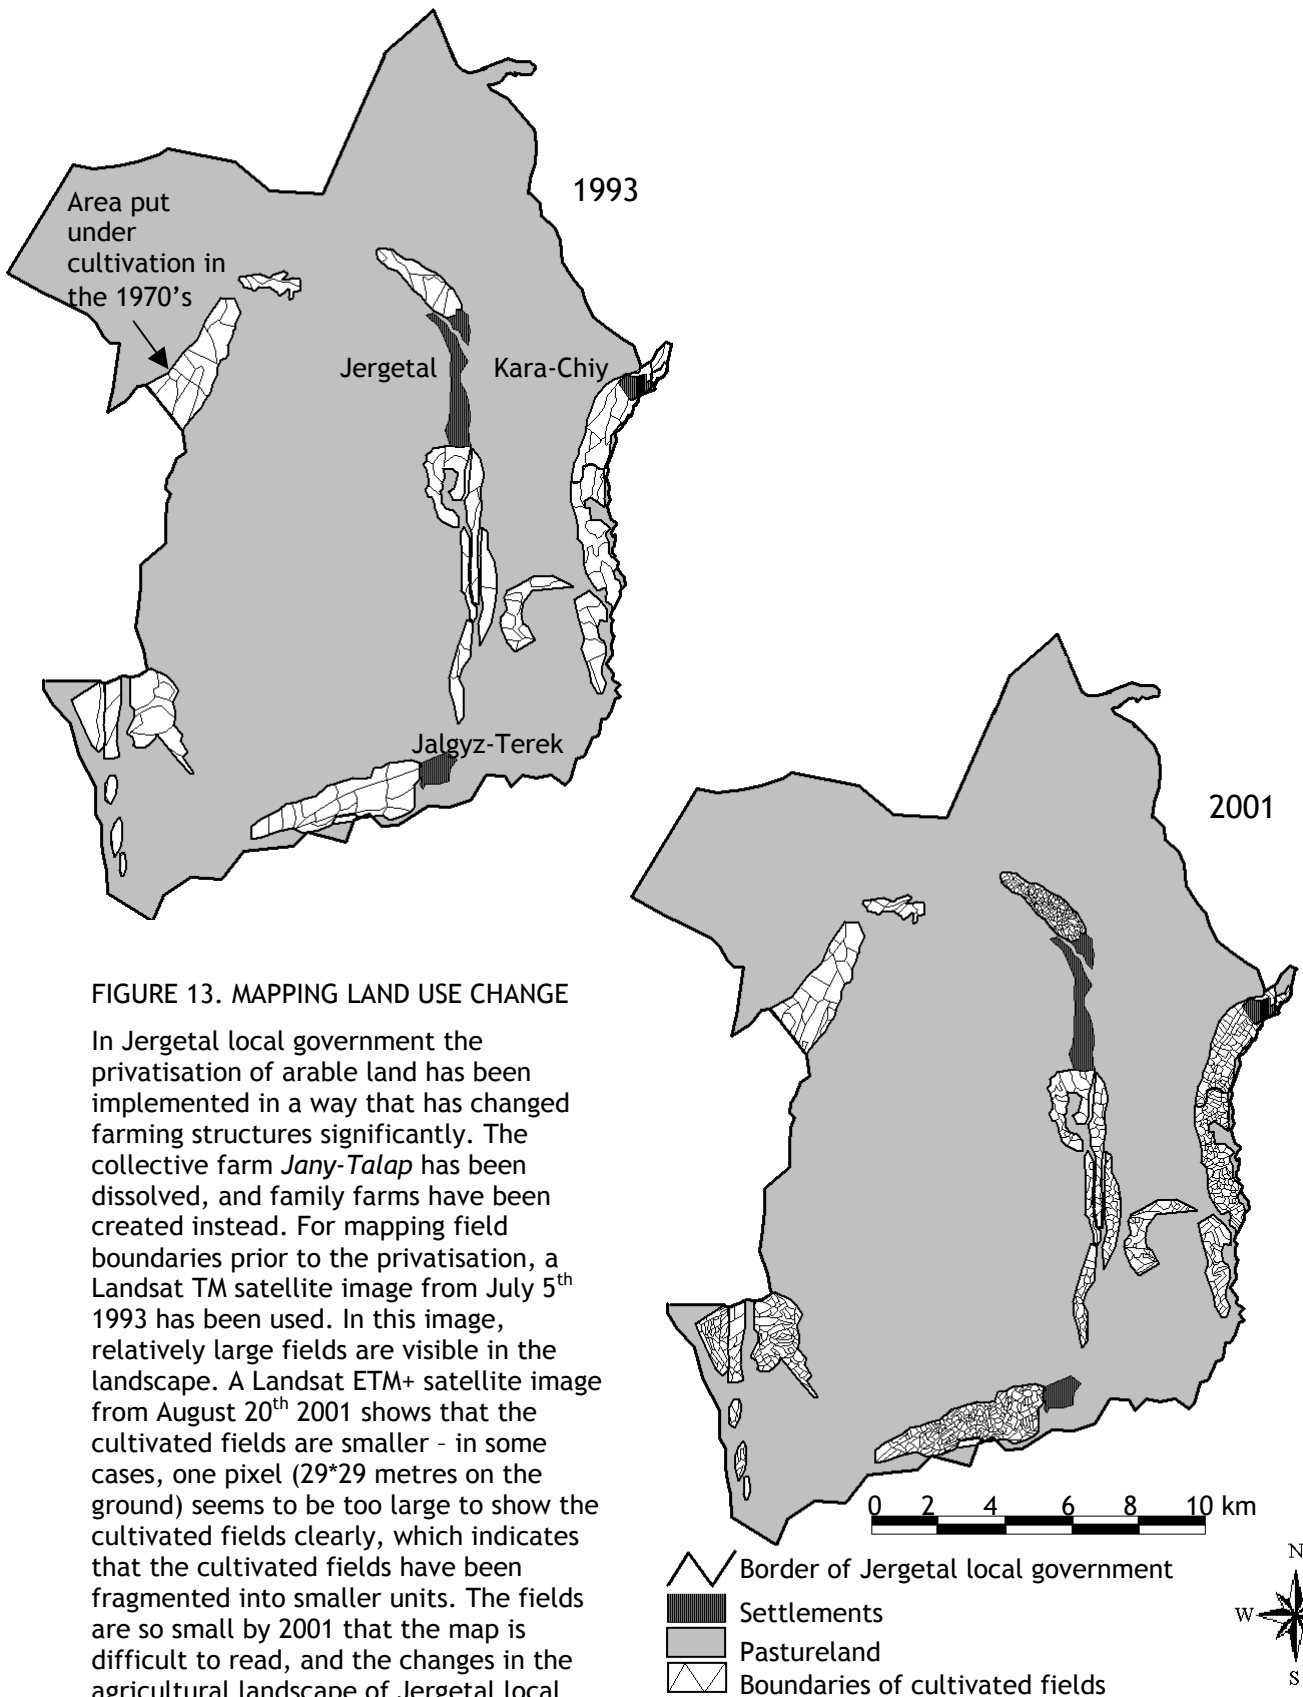 1993
Area put
under
cultivation in
the 1970's
Jergetal
Kara-Chiy
Jalgyz-Terek
2001
FIGURE 13. MAPPING LAND USE CHANGE
In Jergetal local government the
privatisation of arable land has been
implemented in a way that has changed
farming structures significantly. The
collective farm Jany-Talap has been
dissolved, and family farms have been
created instead. For mapping field
boundaries prior to the privatisation, a
Landsat TM satellite image from July 5th
1993 has been used. In this image,
relatively large fields are visible in the
landscape. A Landsat ETM+ satellite image
from August 20th 2001 shows that the
cultivated fields are smaller – in some
cases, one pixel (29*29 metres on the
ground) seems to be too large to show the
cultivated fields clearly, which indicates
that the cultivated fields have been
fragmented into smaller units. The fields
are so small by 2001 that the map is
difficult to read, and the changes in the
agricultural landscape of Jergetal local
0 2 4 6 8 10 km
Border of Jergetal local government
Settlements
Pastureland
Boundaries of cultivated fields
N
W
S